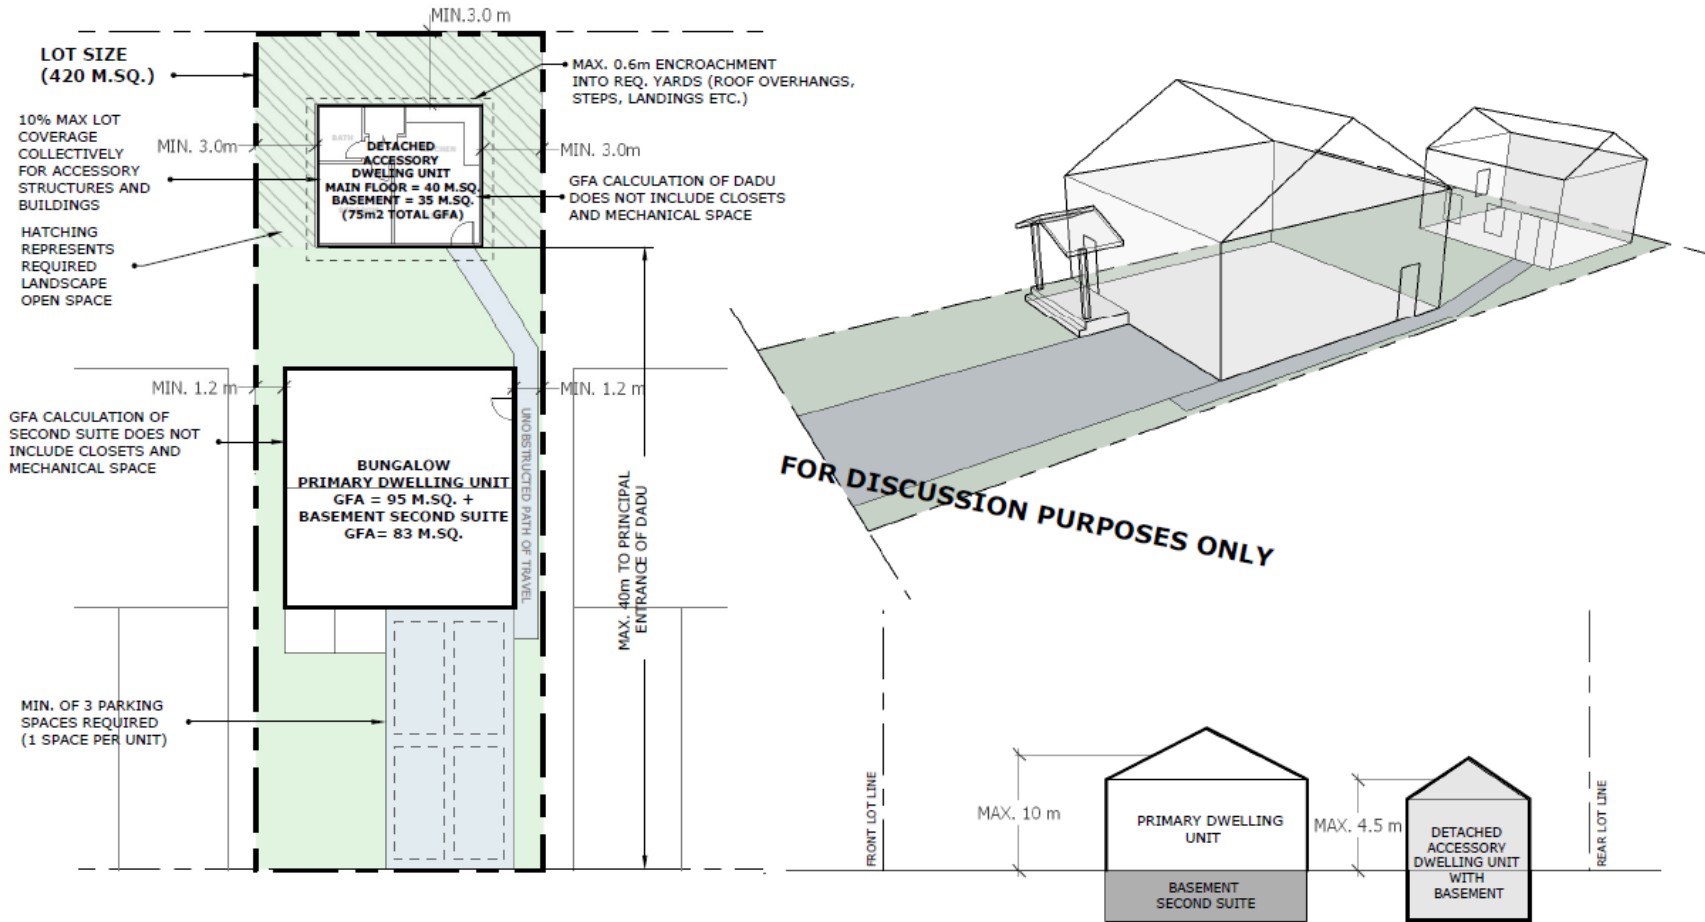 MIN.3.0 m
LOT SIZE
(420 M.SQ.)
MAX. 0.6m ENCROACHMENT
INTO REQ. YARDS (ROOF OVERHANGS,
STEPS, LANDINGS ETC.)
10% MAX LOT
COVERAGE
COLLECTIVELY
FOR ACCESSORY
STRUCTURES AND
BUILDINGS
MIN. 3.0m
BATH
DETACHED
ACCESSORY
DWELING UNIT
MAIN FLOOR = 40 M.SQ.
BASEMENT = 35 M.SQ.
(75m2 TOTAL GFA)
MIN. 3.0m
GFA CALCULATION OF DADU
DOES NOT INCLUDE CLOSETS
AND MECHANICAL SPACE
HATCHING
REPRESENTS
REQUIRED
LANDSCAPE
OPEN SPACE
MIN. 1.2 m
MIN. 1.2 m
GFA CALCULATION OF
SECOND SUITE DOES NOT
INCLUDE CLOSETS AND
MECHANICAL SPACE
BUNGALOW
PRIMARY DWELLING UNIT
GFA = 95 M.SQ. +
BASEMENT SECOND SUITE
GFA= 83 M.SQ.
UNOBSTRUCTED PATH OF TRAVEL
MAX. 40m TO PRINCIPAL
ENTRANCE OF DADU
MIN. OF 3 PARKING
SPACES REQUIRED
(1 SPACE PER UNIT)
FOR DISCUSSION PURPOSES ONLY
FRONT LOT LINE
MAX. 10 m
PRIMARY DWELLING
UNIT
BASEMENT
SECOND SUITE
MAX. 4.5 m
DETACHED
ACCESSORY
DWELLING UNIT
WITH
BASEMENT
REAR LOT LINE